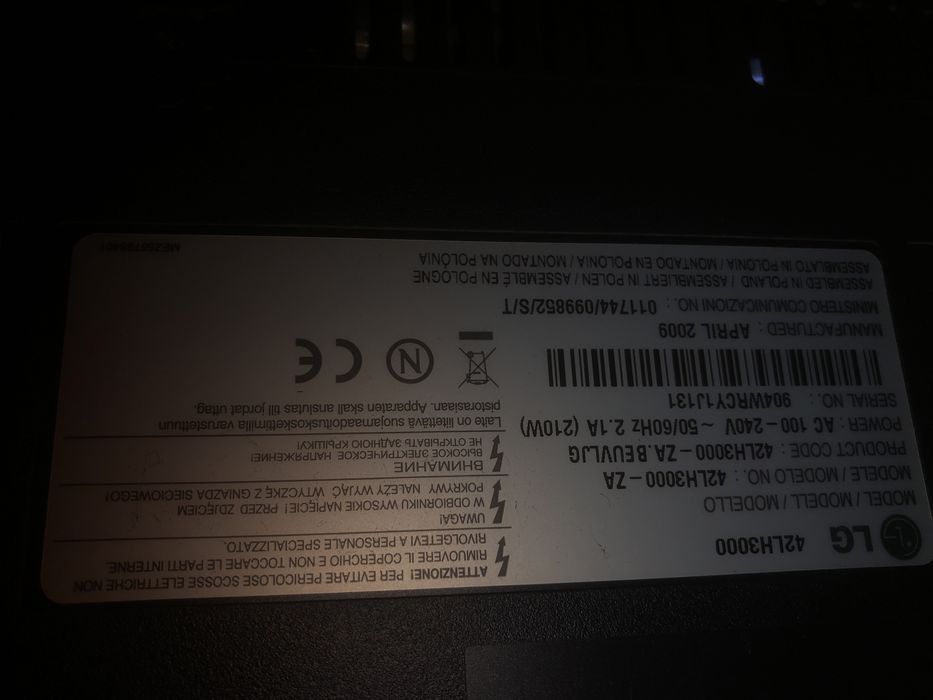 LG 42LH3000
MODEL / MODELL / MODELLO
MODELE / MODELO NO. : 42LH3000-ZA
PRODUCT CODE : 42LH3000-ZA.BEUVLJG
POWER : AC 100-240V ~ 50/60Hz 2.1A (210W)
SERIAL NO. : 904WRCY1J131
MANUFACTURED : APRIL 2009
MINISTERO COMUNICAZIONI NO. : 011744/099852/S/T
ASSEMBLED IN POLAND / ASSEMBLIERT IN POLEN / ASSEMBLÉ EN POLOGNE
ASSEMBLATO IN POLONIA / MONTADO EN POLONIA / MONTADO NA POLÓNIA
ATTENZIONE! PER EVITARE PERICOLOSE SCOSSE ELETTRICHE NON
RIMUOVERE IL COPERCHIO E NON TOCCARE LE PARTI INTERNE.
RIVOLGETEVI A PERSONALE SPECIALIZZATO.
UWAGA!
W ODBIORNIKU WYSOKIE NAPIĘCIE! PRZED ZDJĘCIEM
POKRYWY NALEŻY WYJĄĆ WTYCZKĘ Z GNIAZDA SIECIOWEGO!
ВНИМАНИЕ
ВЫСОКОЕ ЭЛЕКТРИЧЕСКОЕ НАПРЯЖЕНИЕ!
НЕ ОТКРЫВАТЬ ЗАДНЮЮ КРЫШКУ!
Laite on liitettävä suojamaadoituskoskettimilla varustettuun
pistorasiaan. Apparaten skall anslutas till jordat uttag.
N CE